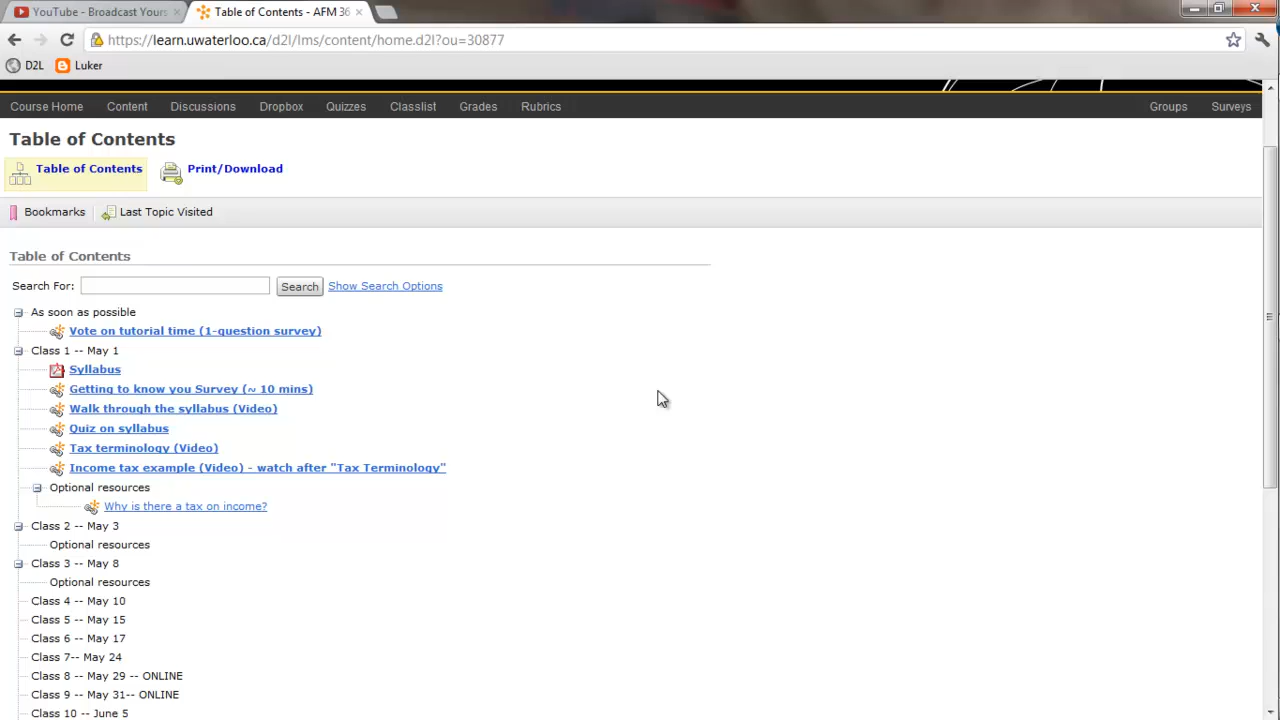 YouTube - Broadcast Yours
Table of Contents - AFM 36
https://learn.uwaterloo.ca/d2l/lms/content/home.d2l?ou=30877
D2L Luker
Course Home Content Discussions Dropbox Quizzes Classlist Grades Rubrics Groups Surveys
Table of Contents
Table of Contents Print/Download
Bookmarks Last Topic Visited
Table of Contents
Search For: Search Show Search Options
As soon as possible
Vote on tutorial time (1-question survey)
Class 1 -- May 1
Syllabus
Getting to know you Survey (~ 10 mins)
Walk through the syllabus (Video)
Quiz on syllabus
Tax terminology (Video)
Income tax example (Video) - watch after "Tax Terminology"
Optional resources
Why is there a tax on income?
Class 2 -- May 3
Optional resources
Class 3 -- May 8
Optional resources
Class 4 -- May 10
Class 5 -- May 15
Class 6 -- May 17
Class 7-- May 24
Class 8 -- May 29 -- ONLINE
Class 9 -- May 31-- ONLINE
Class 10 -- June 5